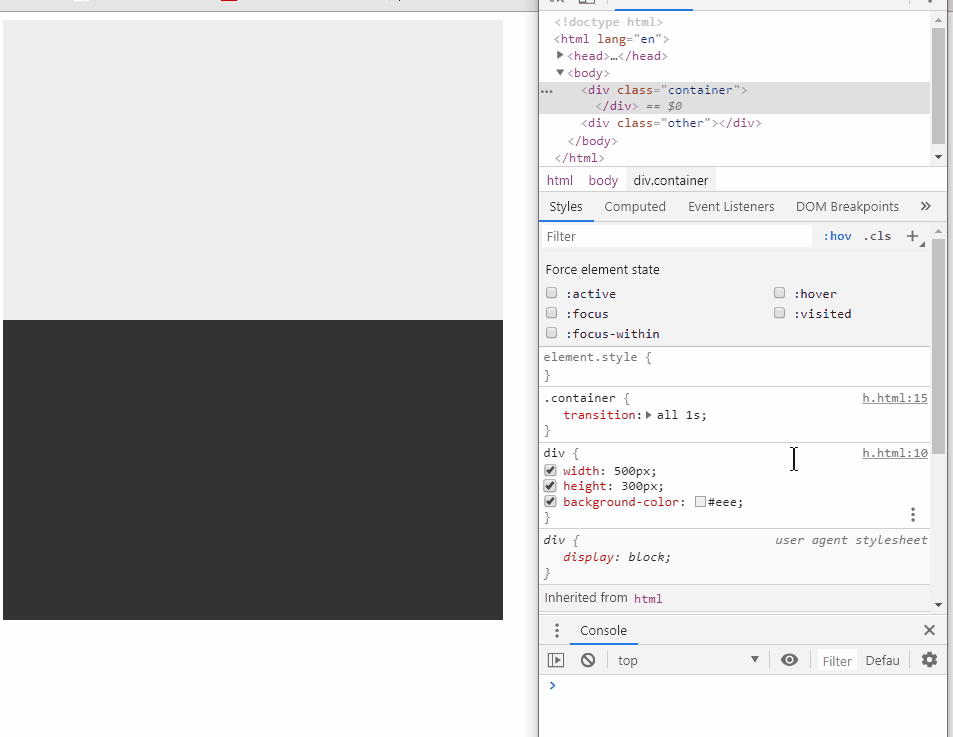 <!doctype html>
<html lang="en">
<head>…</head>
<body>
<div class="container">
</div> == $0
<div class="other"></div>
</body>
</html>
html body div.container
Styles Computed Event Listeners DOM Breakpoints »
Filter :hov .cls +
Force element state
:active :hover
:focus :visited
:focus-within
element.style {
}
.container { h.html:15
transition: all 1s;
}
div { h.html:10
width: 500px;
height: 300px;
background-color: #eee;
}
div { user agent stylesheet
display: block;
}
Inherited from html
Console
top Filter Defau
>